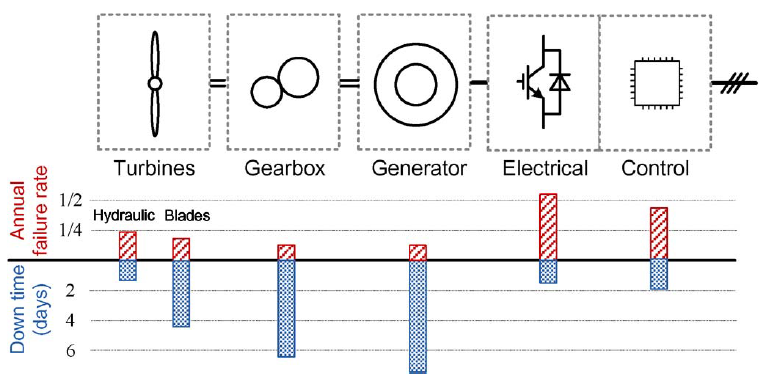 Turbines Gearbox Generator Electrical Control
Annual failure rate
1/2
Hydraulic Blades
1/4
Down time (days)
2
4
6